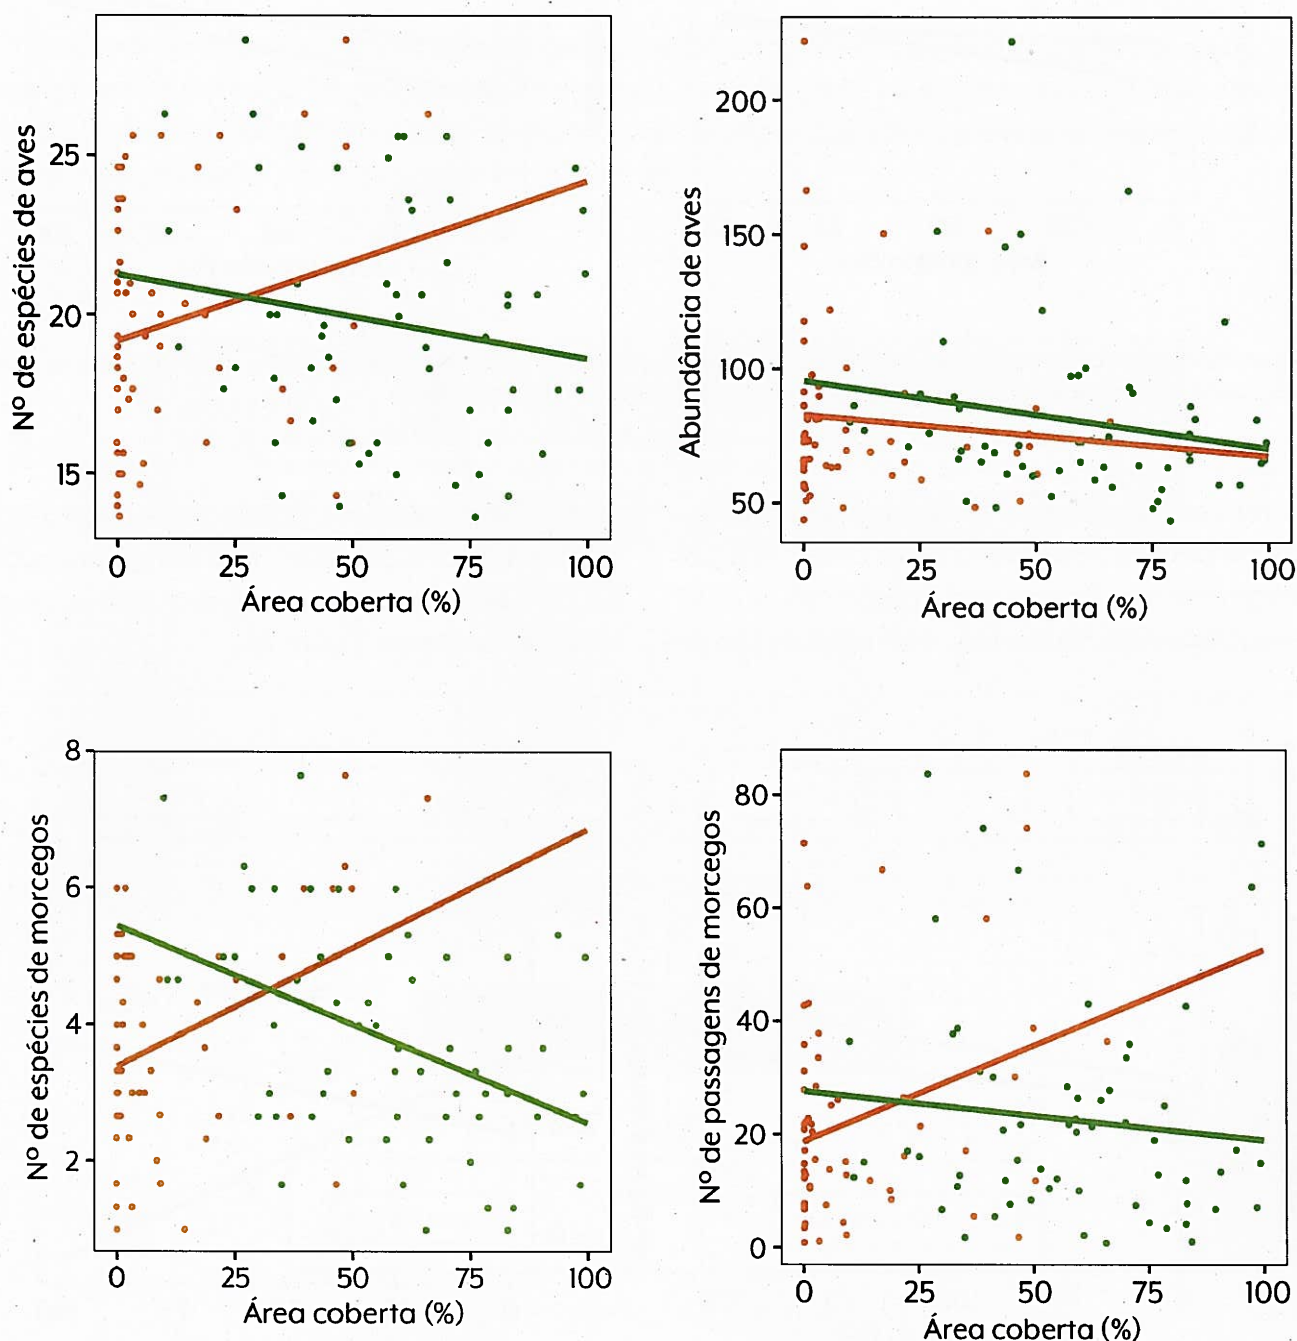 Nº de espécies de aves
25
20
15
0 25 50 75 100
Área coberta (%)
Abundância de aves
200
150
100
50
0 25 50 75 100
Área coberta (%)
Nº de espécies de morcegos
8
6
4
2
0 25 50 75 100
Área coberta (%)
Nº de passagens de morcegos
80
60
40
20
0
0 25 50 75 100
Área coberta (%)